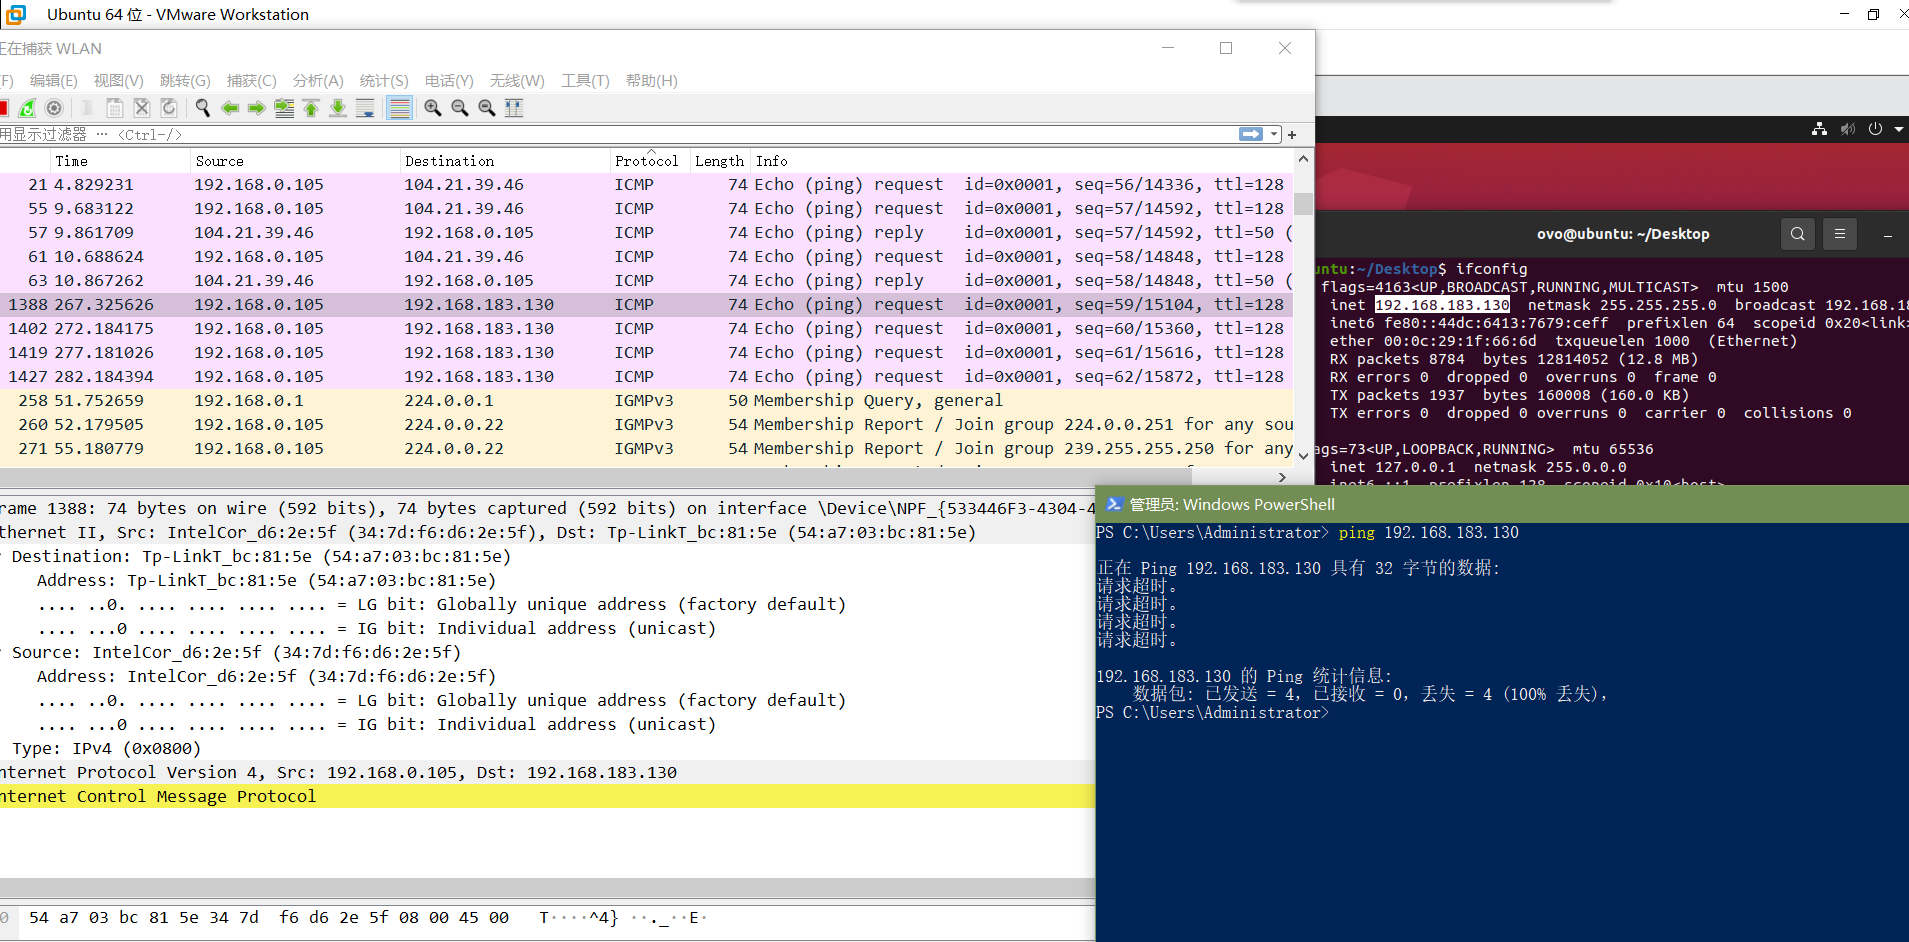 Ubuntu 64 位 - VMware Workstation
正在捕获 WLAN
(F) 编辑(E) 视图(V) 跳转(G) 捕获(C) 分析(A) 统计(S) 电话(Y) 无线(W) 工具(T) 帮助(H)
用显示过滤器 … <Ctrl-/>
Time Source Destination Protocol Length Info
21 4.829231 192.168.0.105 104.21.39.46 ICMP 74 Echo (ping) request id=0x0001, seq=56/14336, ttl=128
55 9.683122 192.168.0.105 104.21.39.46 ICMP 74 Echo (ping) request id=0x0001, seq=57/14592, ttl=128
57 9.861709 104.21.39.46 192.168.0.105 ICMP 74 Echo (ping) reply id=0x0001, seq=57/14592, ttl=50 (
61 10.688624 192.168.0.105 104.21.39.46 ICMP 74 Echo (ping) request id=0x0001, seq=58/14848, ttl=128
63 10.867262 104.21.39.46 192.168.0.105 ICMP 74 Echo (ping) reply id=0x0001, seq=58/14848, ttl=50 (
1388 267.325626 192.168.0.105 192.168.183.130 ICMP 74 Echo (ping) request id=0x0001, seq=59/15104, ttl=128
1402 272.184175 192.168.0.105 192.168.183.130 ICMP 74 Echo (ping) request id=0x0001, seq=60/15360, ttl=128
1419 277.181026 192.168.0.105 192.168.183.130 ICMP 74 Echo (ping) request id=0x0001, seq=61/15616, ttl=128
1427 282.184394 192.168.0.105 192.168.183.130 ICMP 74 Echo (ping) request id=0x0001, seq=62/15872, ttl=128
258 51.752659 192.168.0.1 224.0.0.1 IGMPv3 50 Membership Query, general
260 52.179505 192.168.0.105 224.0.0.22 IGMPv3 54 Membership Report / Join group 224.0.0.251 for any sou
271 55.180779 192.168.0.105 224.0.0.22 IGMPv3 54 Membership Report / Join group 239.255.255.250 for any
rame 1388: 74 bytes on wire (592 bits), 74 bytes captured (592 bits) on interface \Device\NPF_{533446F3-4304-4
thernet II, Src: IntelCor_d6:2e:5f (34:7d:f6:d6:2e:5f), Dst: Tp-LinkT_bc:81:5e (54:a7:03:bc:81:5e)
Destination: Tp-LinkT_bc:81:5e (54:a7:03:bc:81:5e)
Address: Tp-LinkT_bc:81:5e (54:a7:03:bc:81:5e)
.... ..0. .... .... .... .... = LG bit: Globally unique address (factory default)
.... ...0 .... .... .... .... = IG bit: Individual address (unicast)
Source: IntelCor_d6:2e:5f (34:7d:f6:d6:2e:5f)
Address: IntelCor_d6:2e:5f (34:7d:f6:d6:2e:5f)
.... ..0. .... .... .... .... = LG bit: Globally unique address (factory default)
.... ...0 .... .... .... .... = IG bit: Individual address (unicast)
Type: IPv4 (0x0800)
nternet Protocol Version 4, Src: 192.168.0.105, Dst: 192.168.183.130
nternet Control Message Protocol
0 54 a7 03 bc 81 5e 34 7d f6 d6 2e 5f 08 00 45 00 T····^4} ··._··E·
ovo@ubuntu: ~/Desktop
untu:~/Desktop$ ifconfig
flags=4163<UP,BROADCAST,RUNNING,MULTICAST> mtu 1500
inet 192.168.183.130 netmask 255.255.255.0 broadcast 192.168.18
inet6 fe80::44dc:6413:7679:ceff prefixlen 64 scopeid 0x20<link>
ether 00:0c:29:1f:66:6d txqueuelen 1000 (Ethernet)
RX packets 8784 bytes 12814052 (12.8 MB)
RX errors 0 dropped 0 overruns 0 frame 0
TX packets 1937 bytes 160008 (160.0 KB)
TX errors 0 dropped 0 overruns 0 carrier 0 collisions 0
ags=73<UP,LOOPBACK,RUNNING> mtu 65536
inet 127.0.0.1 netmask 255.0.0.0
inet6 ::1 prefixlen 128 scopeid 0x10<host>
管理员: Windows PowerShell
PS C:\Users\Administrator> ping 192.168.183.130
正在 Ping 192.168.183.130 具有 32 字节的数据:
请求超时。
请求超时。
请求超时。
请求超时。
192.168.183.130 的 Ping 统计信息:
数据包: 已发送 = 4，已接收 = 0，丢失 = 4 (100% 丢失)，
PS C:\Users\Administrator>